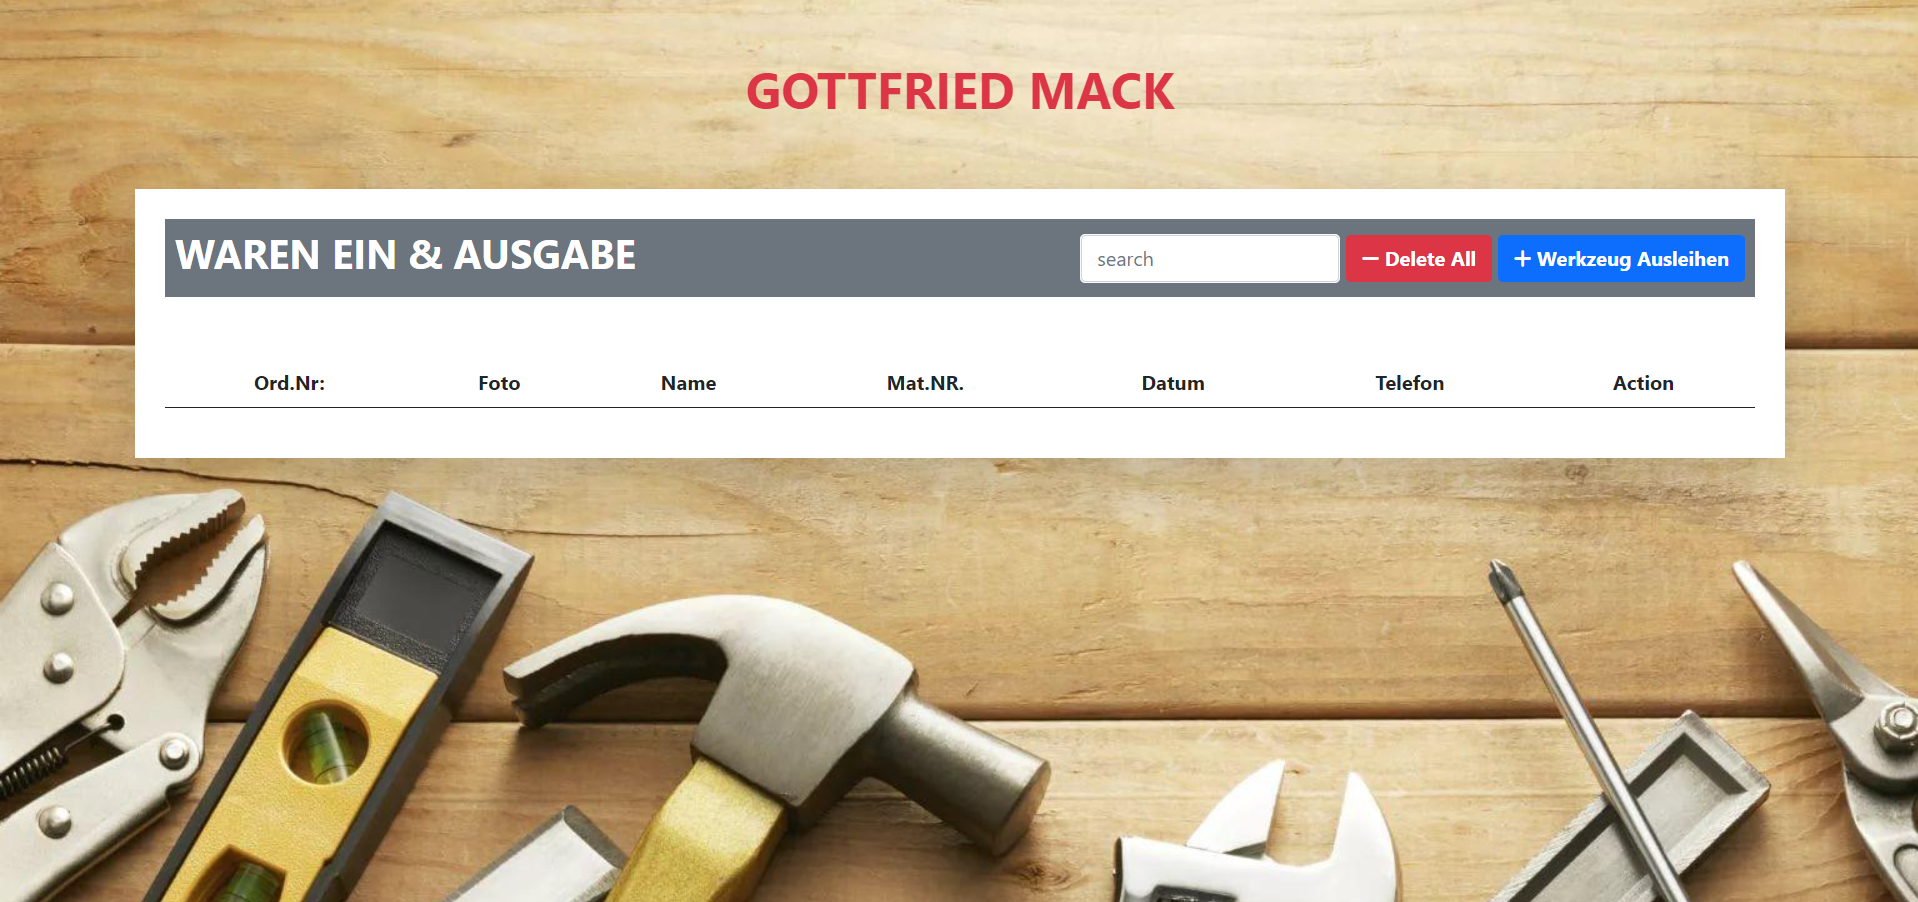 GOTTFRIED MACK
WAREN EIN & AUSGABE
search
— Delete All
+ Werkzeug Ausleihen
Ord.Nr: Foto Name Mat.NR. Datum Telefon Action